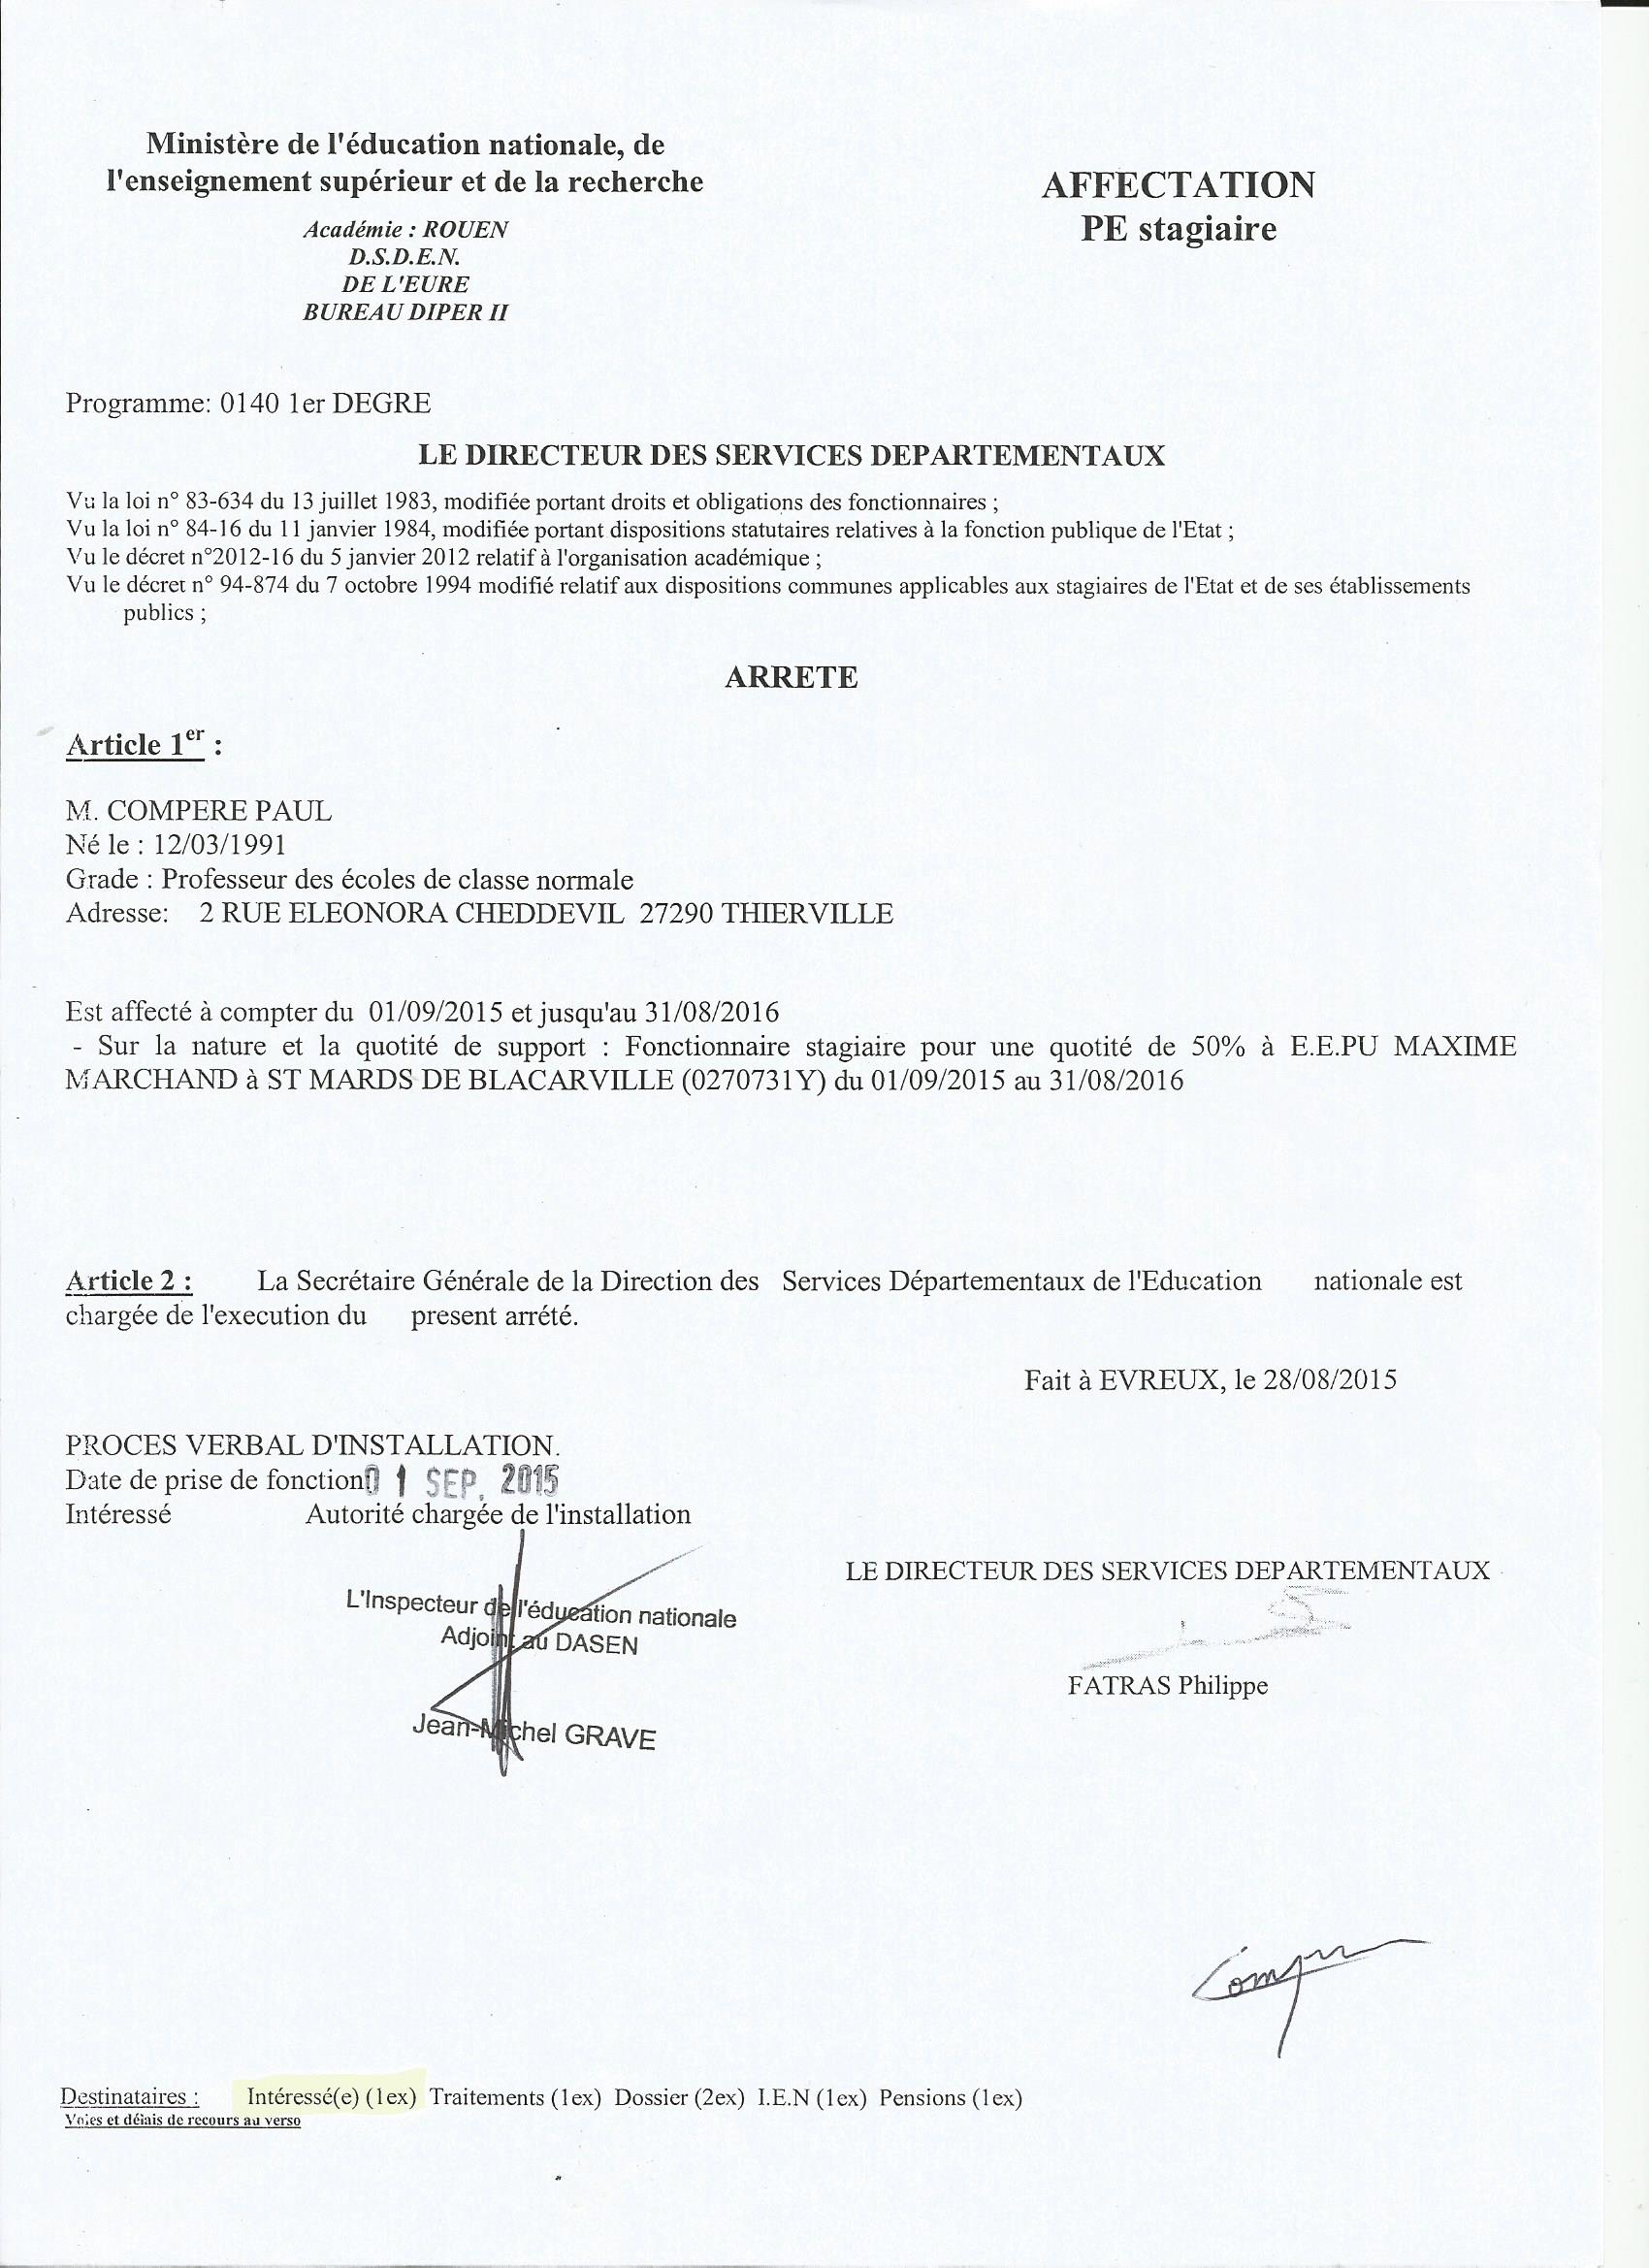 Ministère de l'éducation nationale, de
l'enseignement supérieur et de la recherche
Académie : ROUEN
D.S.D.E.N.
DE L'EURE
BUREAU DIPER II
AFFECTATION
PE stagiaire
Programme: 0140 1er DEGRE
LE DIRECTEUR DES SERVICES DEPARTEMENTAUX
Vu la loi n° 83-634 du 13 juillet 1983, modifiée portant droits et obligations des fonctionnaires ;
Vu la loi n° 84-16 du 11 janvier 1984, modifiée portant dispositions statutaires relatives à la fonction publique de l'Etat ;
Vu le décret n°2012-16 du 5 janvier 2012 relatif à l'organisation académique ;
Vu le décret n° 94-874 du 7 octobre 1994 modifié relatif aux dispositions communes applicables aux stagiaires de l'Etat et de ses établissements
publics ;
ARRETE
Article 1er :
M. COMPERE PAUL
Né le : 12/03/1991
Grade : Professeur des écoles de classe normale
Adresse: 2 RUE ELEONORA CHEDDEVIL 27290 THIERVILLE
Est affecté à compter du 01/09/2015 et jusqu'au 31/08/2016
- Sur la nature et la quotité de support : Fonctionnaire stagiaire pour une quotité de 50% à E.E.PU MAXIME
MARCHAND à ST MARDS DE BLACARVILLE (0270731Y) du 01/09/2015 au 31/08/2016
Article 2 : La Secrétaire Générale de la Direction des Services Départementaux de l'Education nationale est
chargée de l'execution du present arrété.
Fait à EVREUX, le 28/08/2015
PROCES VERBAL D'INSTALLATION.
Date de prise de fonction 01 SEP. 2015
Intéressé Autorité chargée de l'installation
L'Inspecteur de l'éducation nationale
Adjoint au DASEN
Jean-Michel GRAVE
LE DIRECTEUR DES SERVICES DEPARTEMENTAUX
FATRAS Philippe
Destinataires : Intéressé(e) (1ex) Traitements (1ex) Dossier (2ex) I.E.N (1ex) Pensions (1ex)
Voies et délais de recours au verso